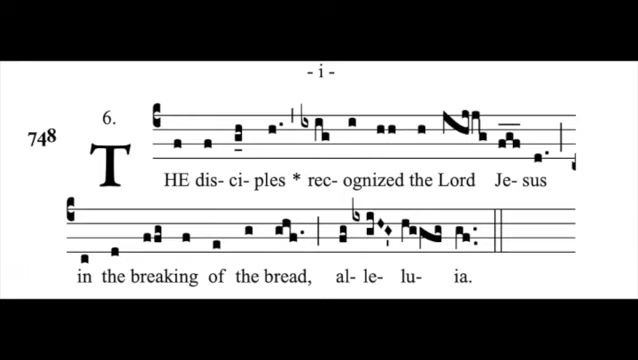 - i -
6.
748
THE dis- ci- ples * rec- ognized the Lord Je- sus
in the breaking of the bread, al- le- lu- ia.